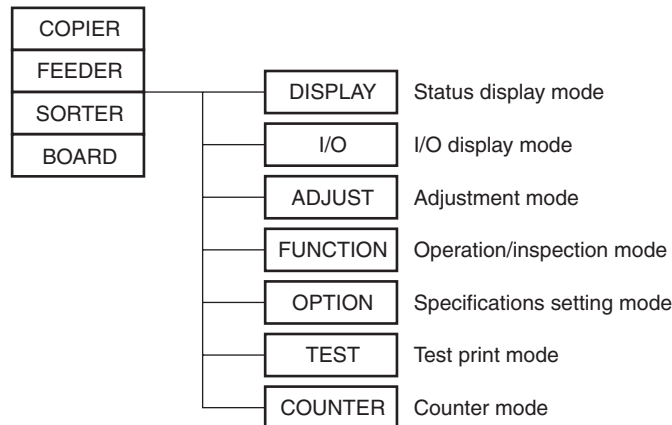 COPIER
FEEDER
SORTER
BOARD
DISPLAY Status display mode
I/O I/O display mode
ADJUST Adjustment mode
FUNCTION Operation/inspection mode
OPTION Specifications setting mode
TEST Test print mode
COUNTER Counter mode